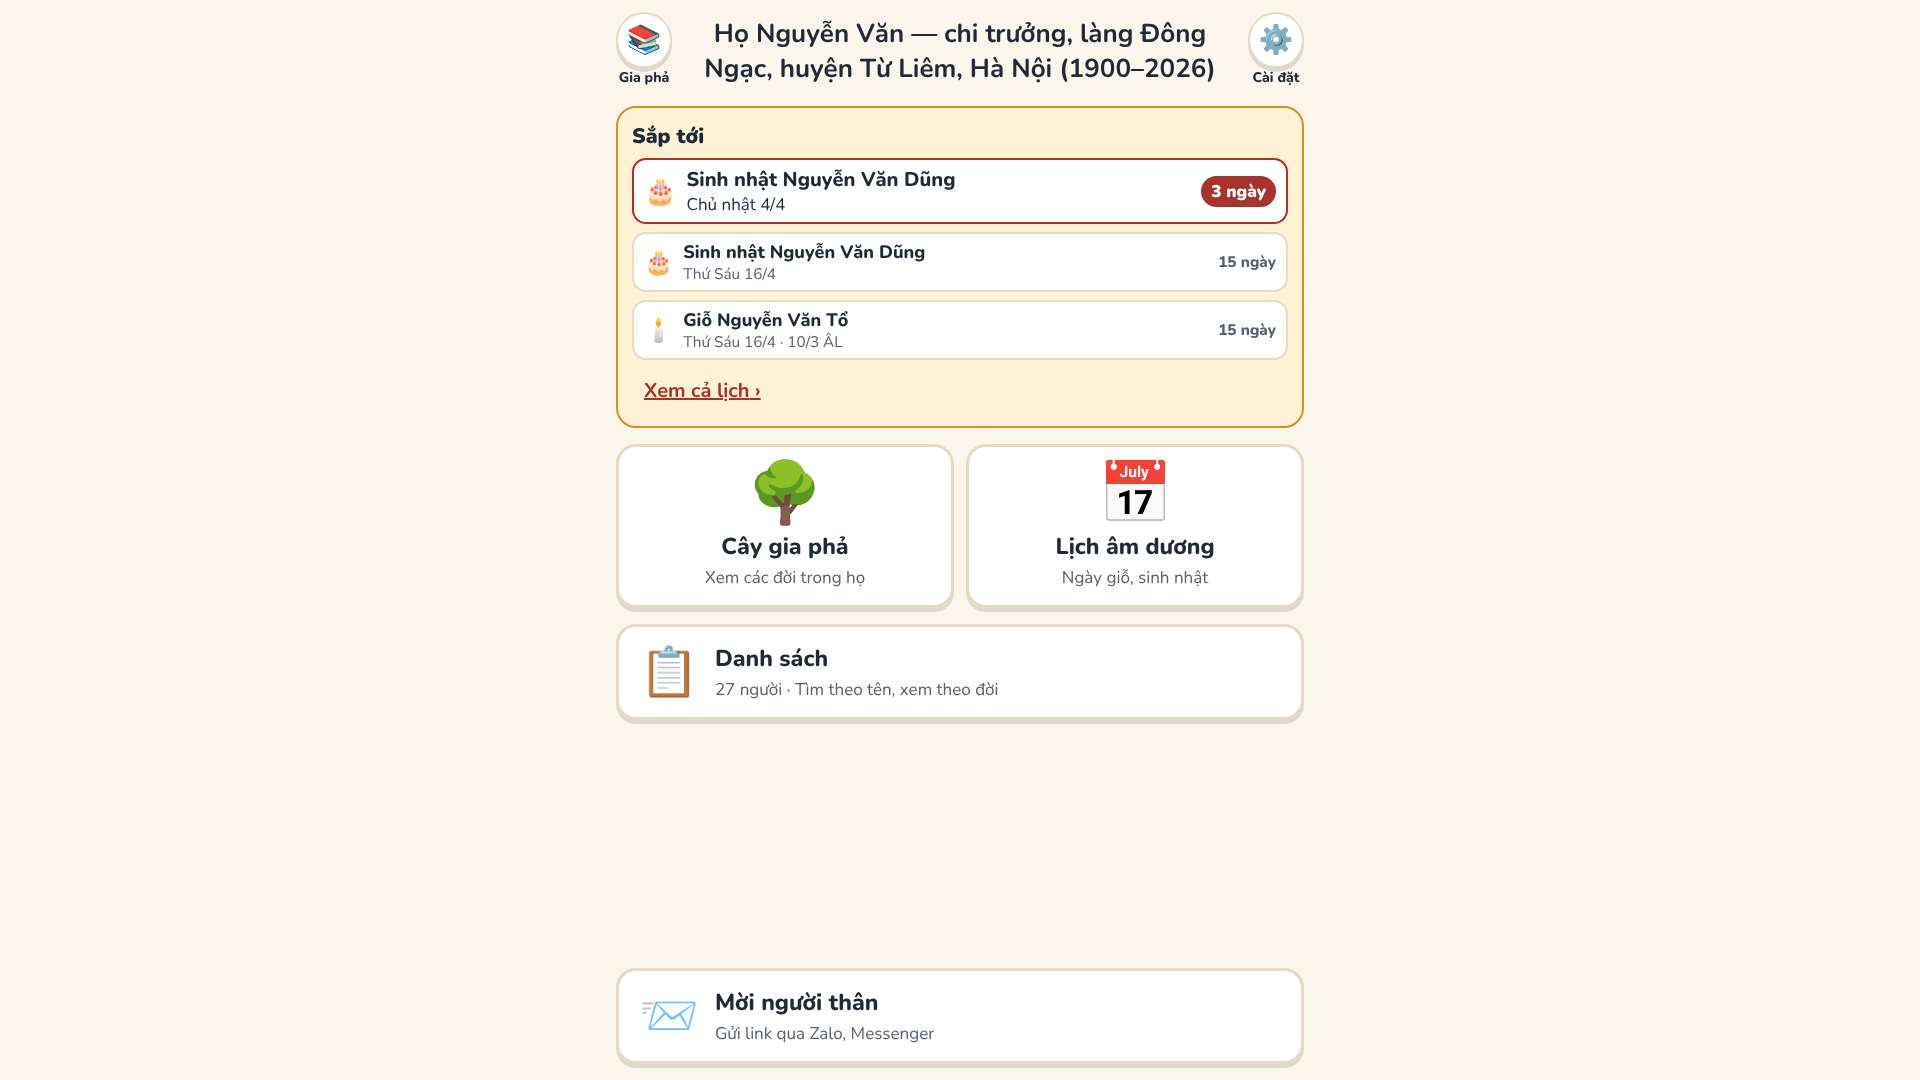 Gia phả
Họ Nguyễn Văn — chi trưởng, làng Đông
Ngạc, huyện Từ Liêm, Hà Nội (1900–2026)
Cài đặt
Sắp tới
Sinh nhật Nguyễn Văn Dũng
Chủ nhật 4/4
3 ngày
Sinh nhật Nguyễn Văn Dũng
Thứ Sáu 16/4
15 ngày
Giỗ Nguyễn Văn Tổ
Thứ Sáu 16/4 · 10/3 ÂL
15 ngày
Xem cả lịch ›
Cây gia phả
Xem các đời trong họ
July
17
Lịch âm dương
Ngày giỗ, sinh nhật
Danh sách
27 người · Tìm theo tên, xem theo đời
Mời người thân
Gửi link qua Zalo, Messenger